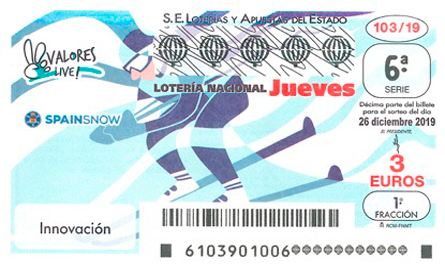 S. E. LOTERÍAS Y APUESTAS DEL ESTADO
103/19
VALORES
LIVE!
6ª
SERIE
LOTERÍA NACIONAL Jueves
Décima parte del billete
para el sorteo del día
26 diciembre 2019
EL PRESIDENTE,
SPAINSNOW
3
EUROS
1ª
FRACCIÓN
Innovación
6103901006